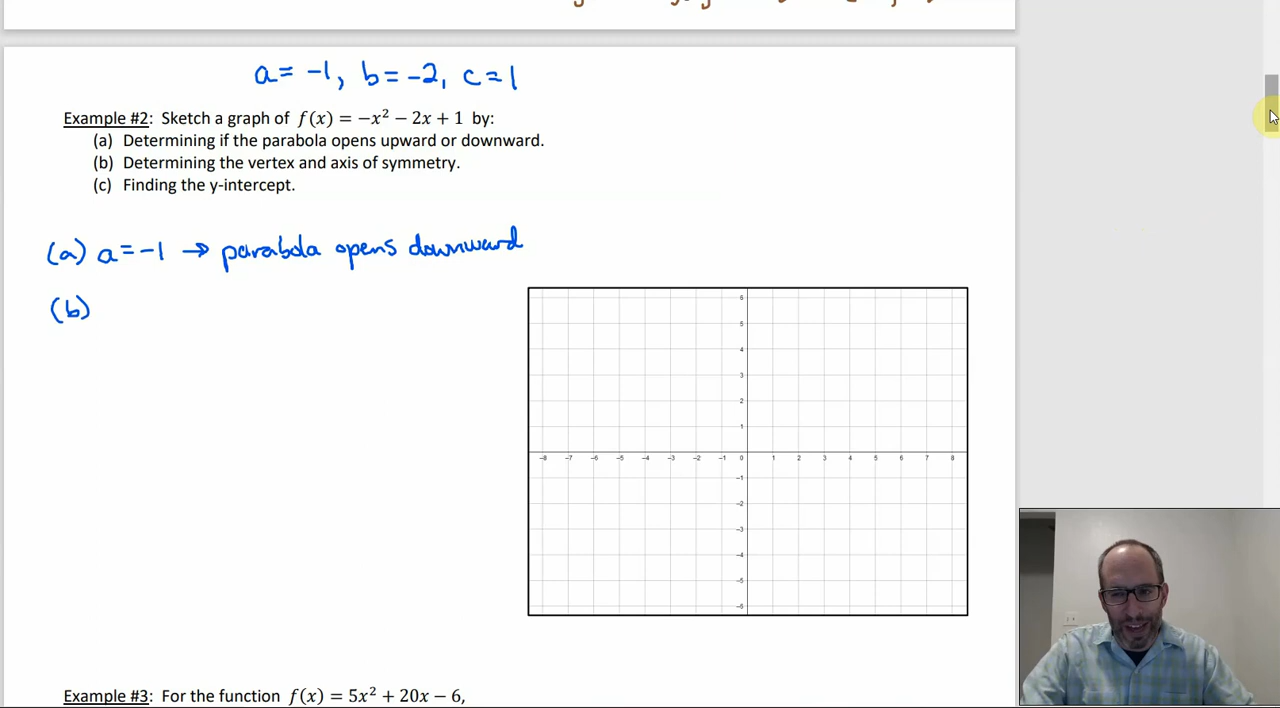 a = -1, b = -2, c = 1
Example #2: Sketch a graph of f(x) = −x² − 2x + 1 by:
(a) Determining if the parabola opens upward or downward.
(b) Determining the vertex and axis of symmetry.
(c) Finding the y-intercept.
(a) a = -1 → parabola opens downward
(b)
6
5
4
3
2
1
-8 -7 -6 -5 -4 -3 -2 -1 0 1 2 3 4 5 6 7 8
-1
-2
-3
-4
-5
-6
Example #3: For the function f(x) = 5x² + 20x − 6,